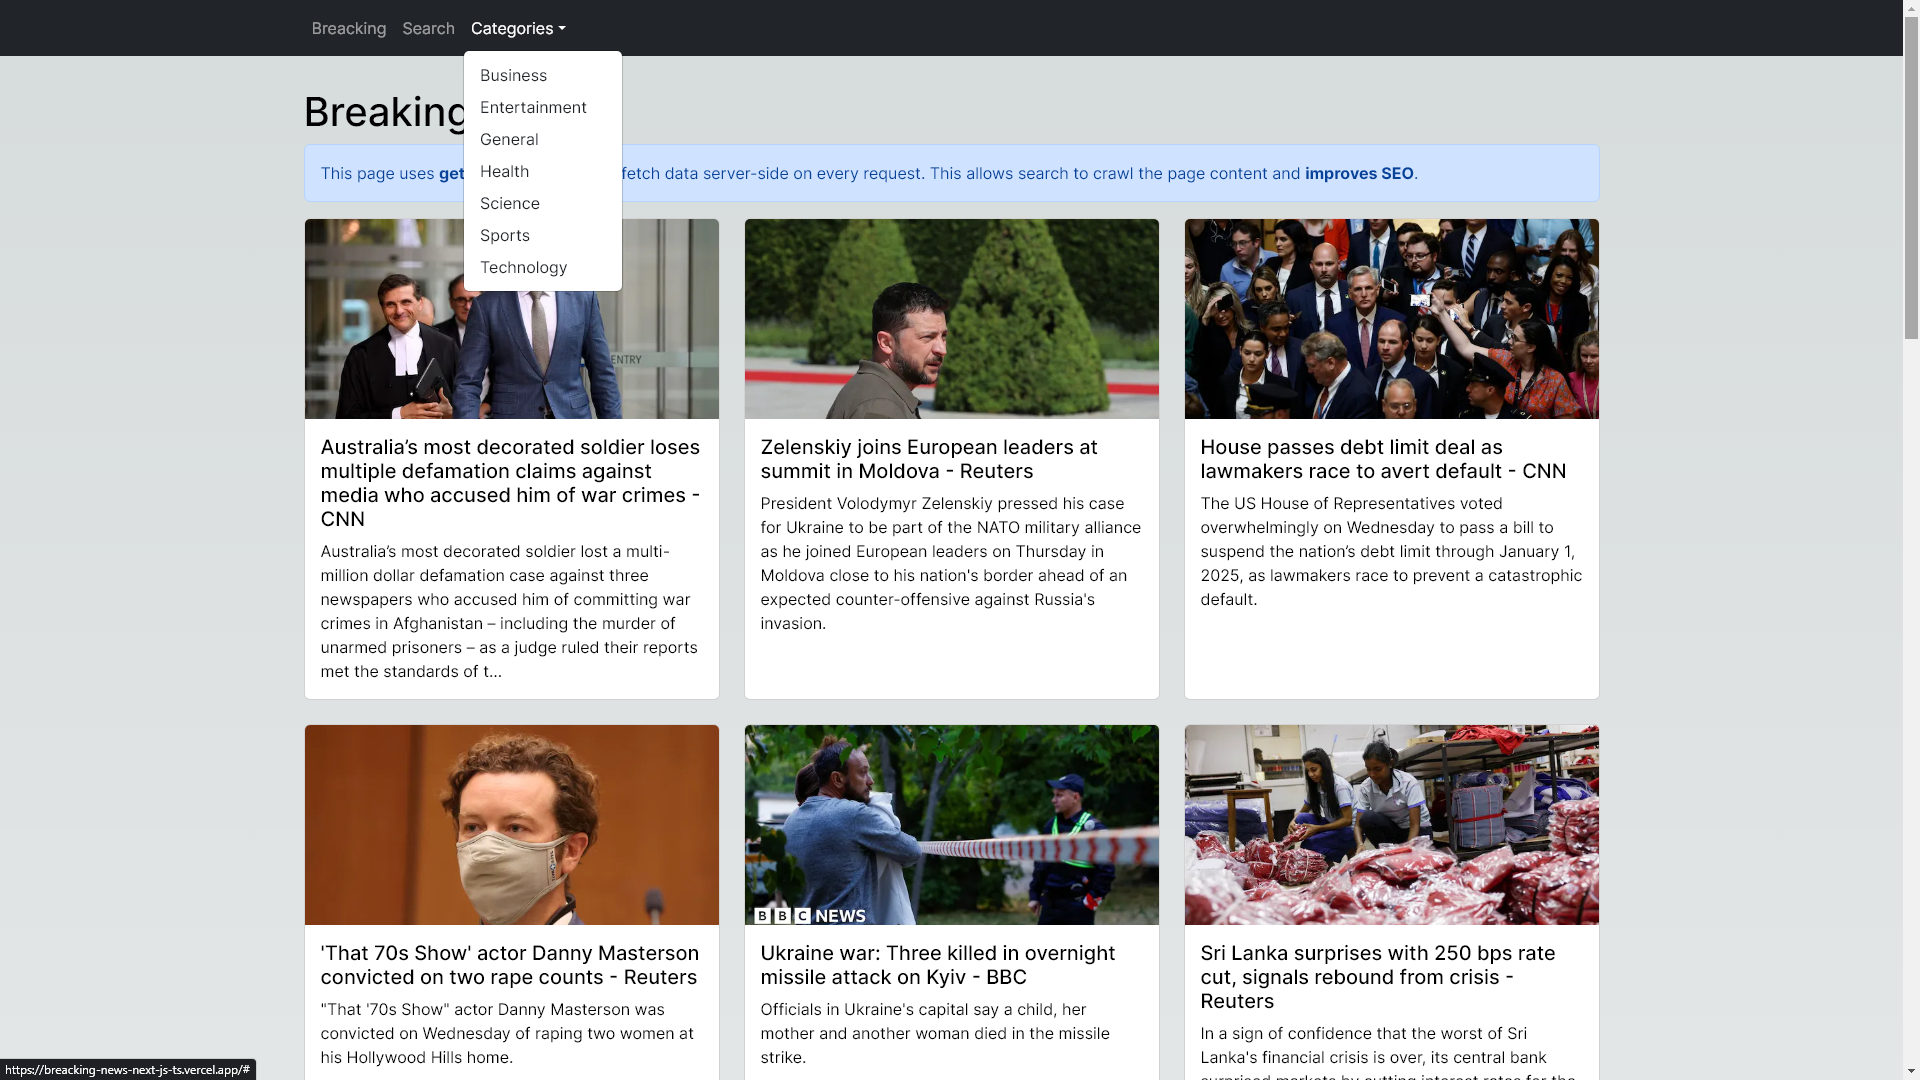 Breacking Search Categories
Business
Entertainment
General
Health
Science
Sports
Technology
Breaking
This page uses get fetch data server-side on every request. This allows search to crawl the page content and improves SEO.
ENTRY
Australia’s most decorated soldier loses
multiple defamation claims against
media who accused him of war crimes -
CNN
Australia’s most decorated soldier lost a multi-
million dollar defamation case against three
newspapers who accused him of committing war
crimes in Afghanistan – including the murder of
unarmed prisoners – as a judge ruled their reports
met the standards of t…
Zelenskiy joins European leaders at
summit in Moldova - Reuters
President Volodymyr Zelenskiy pressed his case
for Ukraine to be part of the NATO military alliance
as he joined European leaders on Thursday in
Moldova close to his nation's border ahead of an
expected counter-offensive against Russia's
invasion.
House passes debt limit deal as
lawmakers race to avert default - CNN
The US House of Representatives voted
overwhelmingly on Wednesday to pass a bill to
suspend the nation’s debt limit through January 1,
2025, as lawmakers race to prevent a catastrophic
default.
'That 70s Show' actor Danny Masterson
convicted on two rape counts - Reuters
"That '70s Show" actor Danny Masterson was
convicted on Wednesday of raping two women at
his Hollywood Hills home.
BBC NEWS
Ukraine war: Three killed in overnight
missile attack on Kyiv - BBC
Officials in Ukraine's capital say a child, her
mother and another woman died in the missile
strike.
Sri Lanka surprises with 250 bps rate
cut, signals rebound from crisis -
Reuters
In a sign of confidence that the worst of Sri
Lanka's financial crisis is over, its central bank
surprised markets by cutting interest rates for the
https://breacking-news-next-js-ts.vercel.app/#